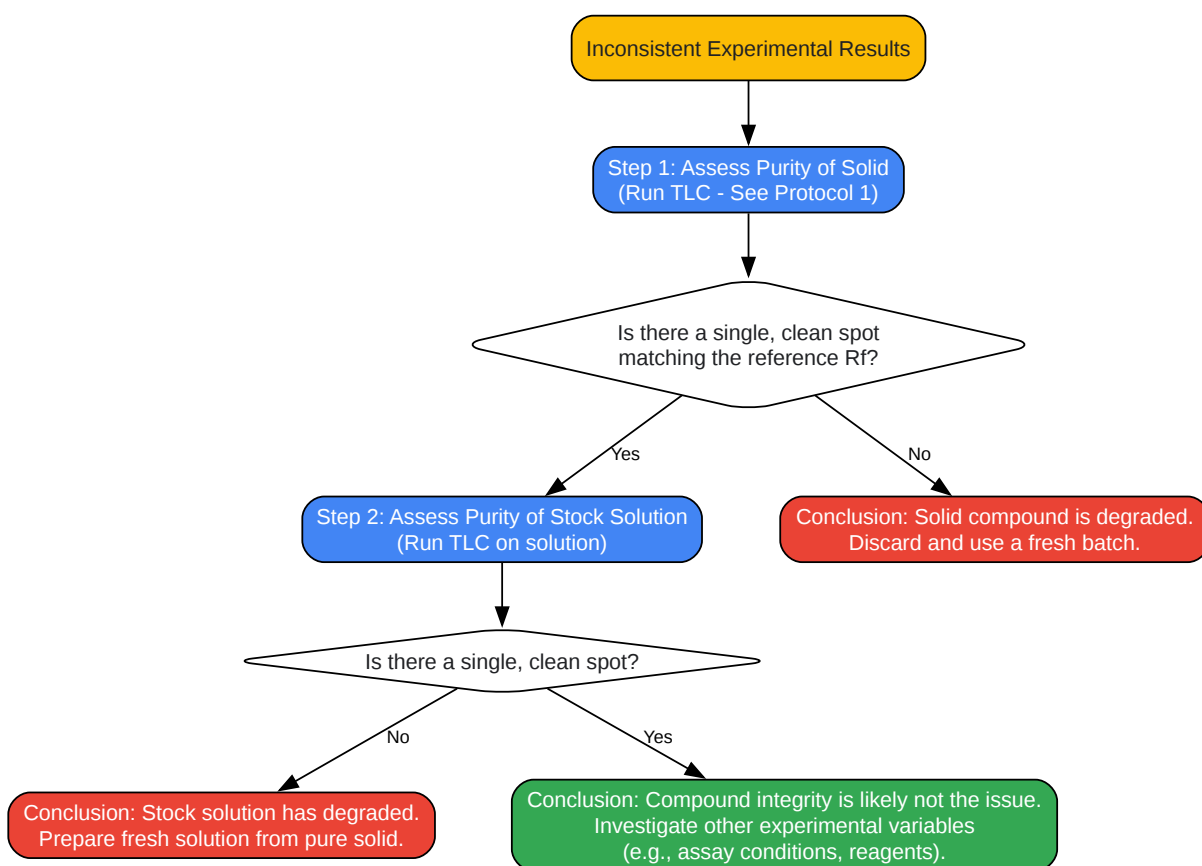 Inconsistent Experimental Results
Step 1: Assess Purity of Solid
(Run TLC - See Protocol 1)
Is there a single, clean spot
matching the reference Rf?
Yes
No
Step 2: Assess Purity of Stock Solution
(Run TLC on solution)
Conclusion: Solid compound is degraded.
Discard and use a fresh batch.
Is there a single, clean spot?
No
Yes
Conclusion: Stock solution has degraded.
Prepare fresh solution from pure solid.
Conclusion: Compound integrity is likely not the issue.
Investigate other experimental variables
(e.g., assay conditions, reagents).